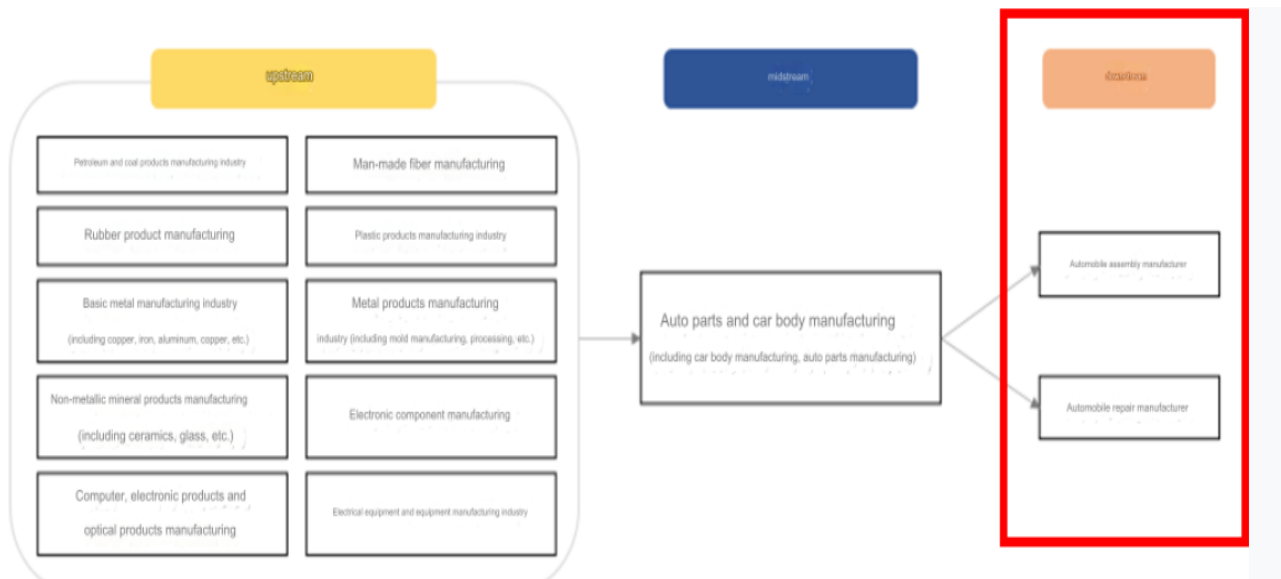 upstream
midstream
Petroleum and coal products manufacturing industry
Man-made fiber manufacturing
Rubber product manufacturing
Plastic products manufacturing industry
Basic metal manufacturing industry
(including copper, iron, aluminum, copper, etc.)
Metal products manufacturing
industry (including mold manufacturing, processing, etc.)
Non-metallic mineral products manufacturing
(including ceramics, glass, etc.)
Electronic component manufacturing
Computer, electronic products and
optical products manufacturing
Electrical equipment and equipment manufacturing industry
Auto parts and car body manufacturing
(including car body manufacturing, auto parts manufacturing)
Automobile assembly manufacturer
Automobile repair manufacturer